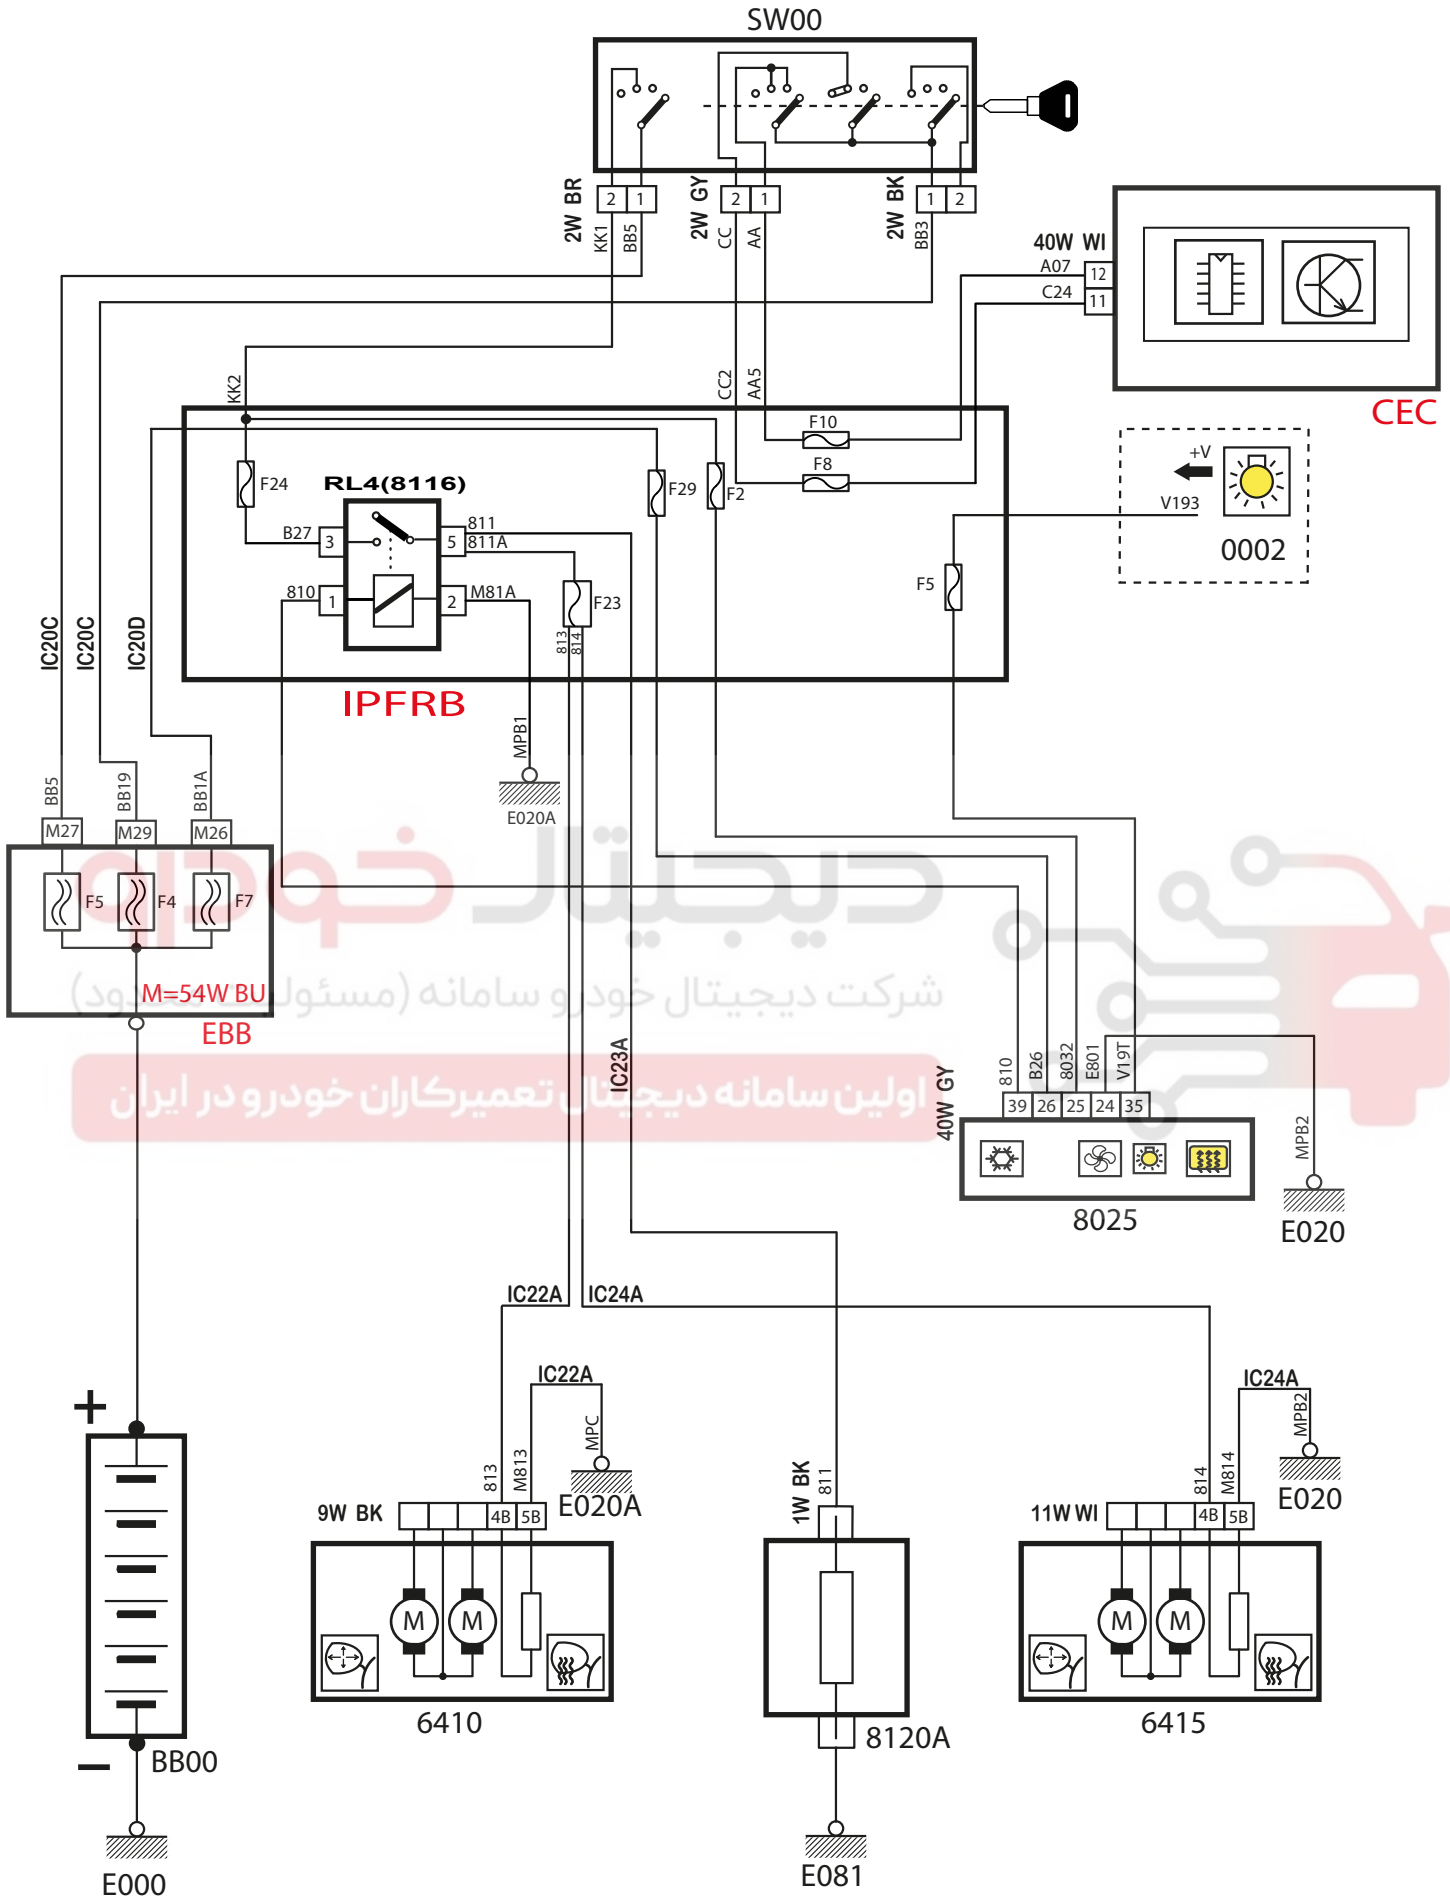 SW00
2W BR
2
1
2W GY
2
1
2W BK
1
2
KK1
BB5
CC
AA
BB3
40W WI
A07
12
C24
11
CEC
KK2
CC2
AA5
F10
F8
F24
RL4(8116)
F29
F2
+V
V193
0002
B27
3
5
811
811A
810
1
2
M81A
F23
F5
813
814
IC20C
IC20C
IC20D
IPFRB
MPB1
E020A
BB5
BB19
BB1A
M27
M29
M26
F5
F4
F7
M=54W BU
EBB
دیجیتال خودرو
شرکت دیجیتال خودرو سامانه (مسئولیت محدود)
اولین سامانه دیجیتال تعمیرکاران خودرو در ایران
IC23A
40W GY
810
B26
8032
E801
V19T
39
26
25
24
35
MPB2
8025
E020
IC22A
IC24A
IC22A
IC24A
MPC
MPB2
813
M813
E020A
1W BK
811
814
M814
E020
9W BK
4B
5B
11W WI
4B
5B
M
M
M
M
6410
8120A
6415
+
−
BB00
E000
E081